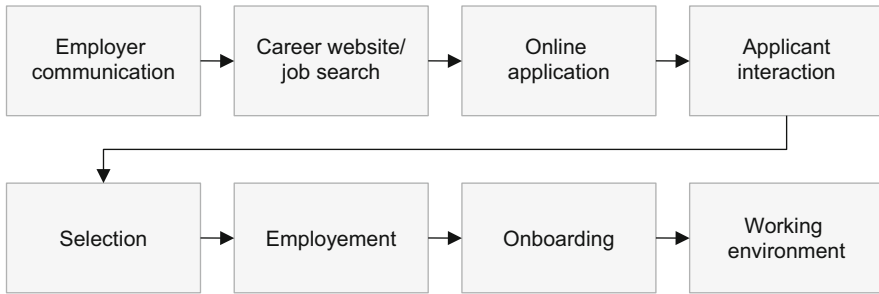 Employer
communication
Career website/
job search
Online
application
Applicant
interaction
Selection
Employement
Onboarding
Working
environment